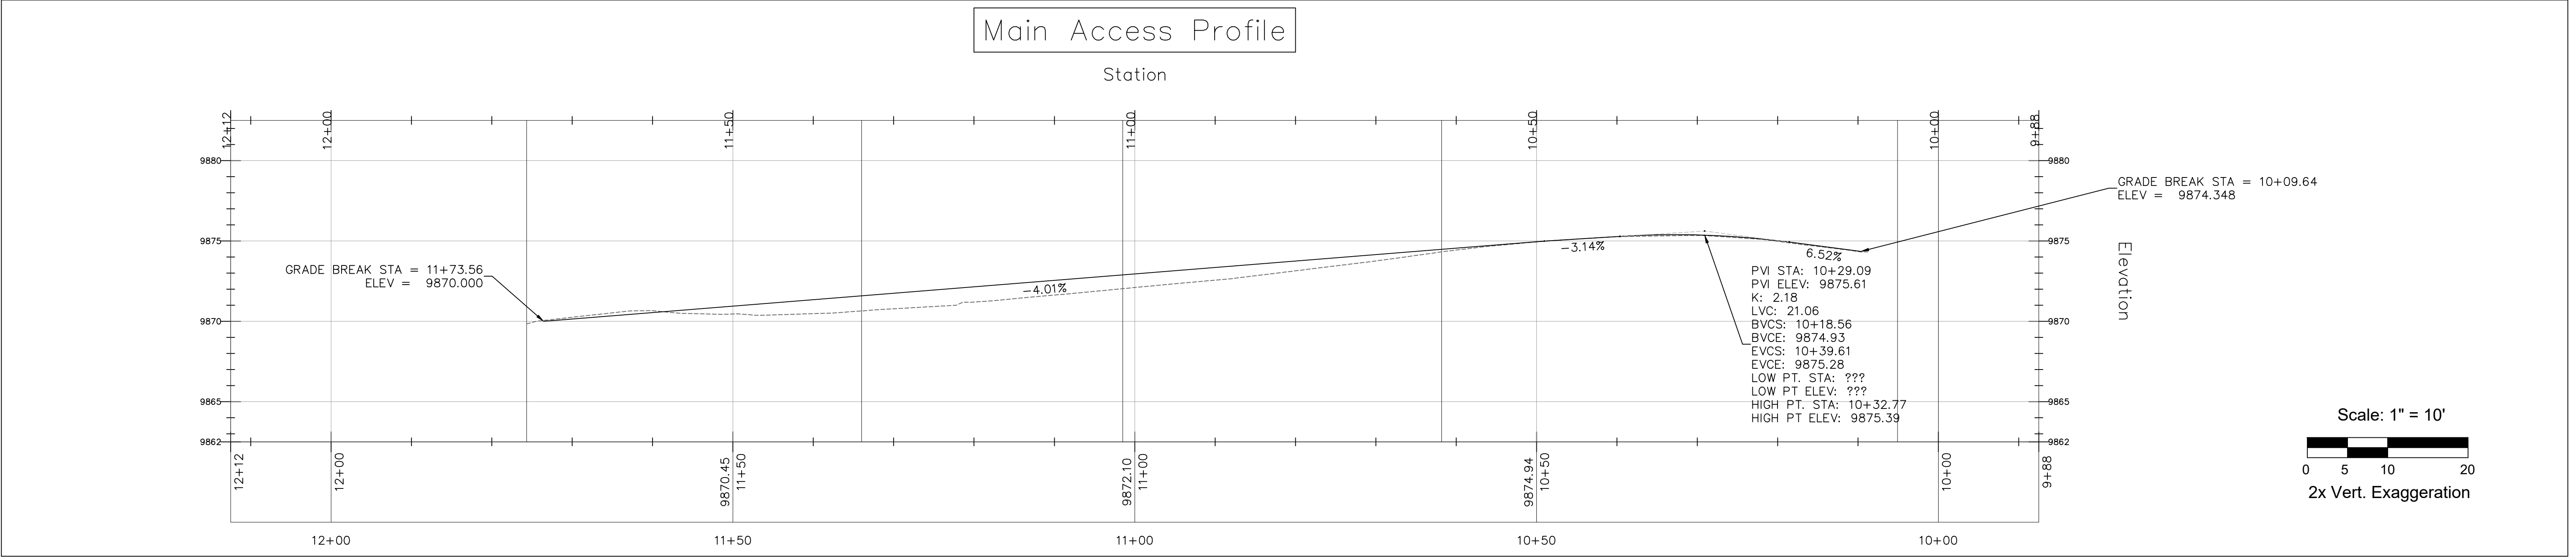 Main Access Profile
Station
12+12
12+00
11+50
11+00
10+50
10+00
9+88
9880
9880
GRADE BREAK STA = 10+09.64
ELEV = 9874.348
9875
9875
Elevation
-3.14%
6.52%
GRADE BREAK STA = 11+73.56
ELEV = 9870.000
-4.01%
PVI STA: 10+29.09
PVI ELEV: 9875.61
K: 2.18
LVC: 21.06
BVCS: 10+18.56
BVCE: 9874.93
EVCS: 10+39.61
EVCE: 9875.28
LOW PT. STA: ???
LOW PT ELEV: ???
HIGH PT. STA: 10+32.77
HIGH PT ELEV: 9875.39
9870
9870
9865
9865
9862
9862
12+12
12+00
9870.45
11+50
9872.10
11+00
9874.94
10+50
10+00
9+88
12+00
11+50
11+00
10+50
10+00
Scale: 1" = 10'
0 5 10 20
2x Vert. Exaggeration